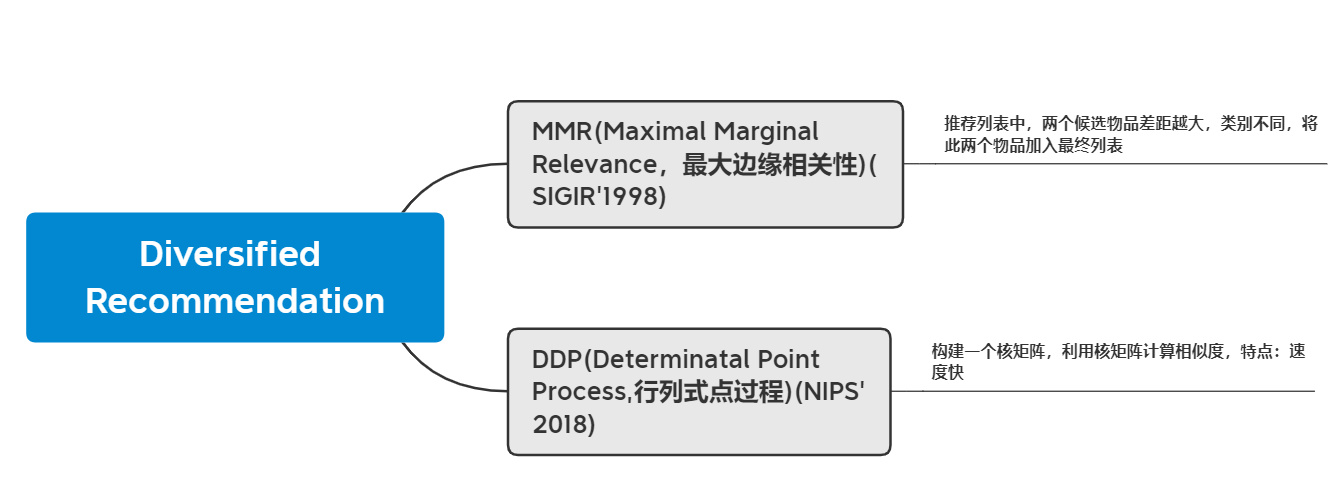 Diversified
Recommendation
MMR(Maximal Marginal
Relevance，最大边缘相关性)(
SIGIR'1998)
推荐列表中，两个候选物品差距越大，类别不同，将
此两个物品加入最终列表
DDP(Determinatal Point
Process,行列式点过程)(NIPS'
2018)
构建一个核矩阵，利用核矩阵计算相似度，特点：速
度快